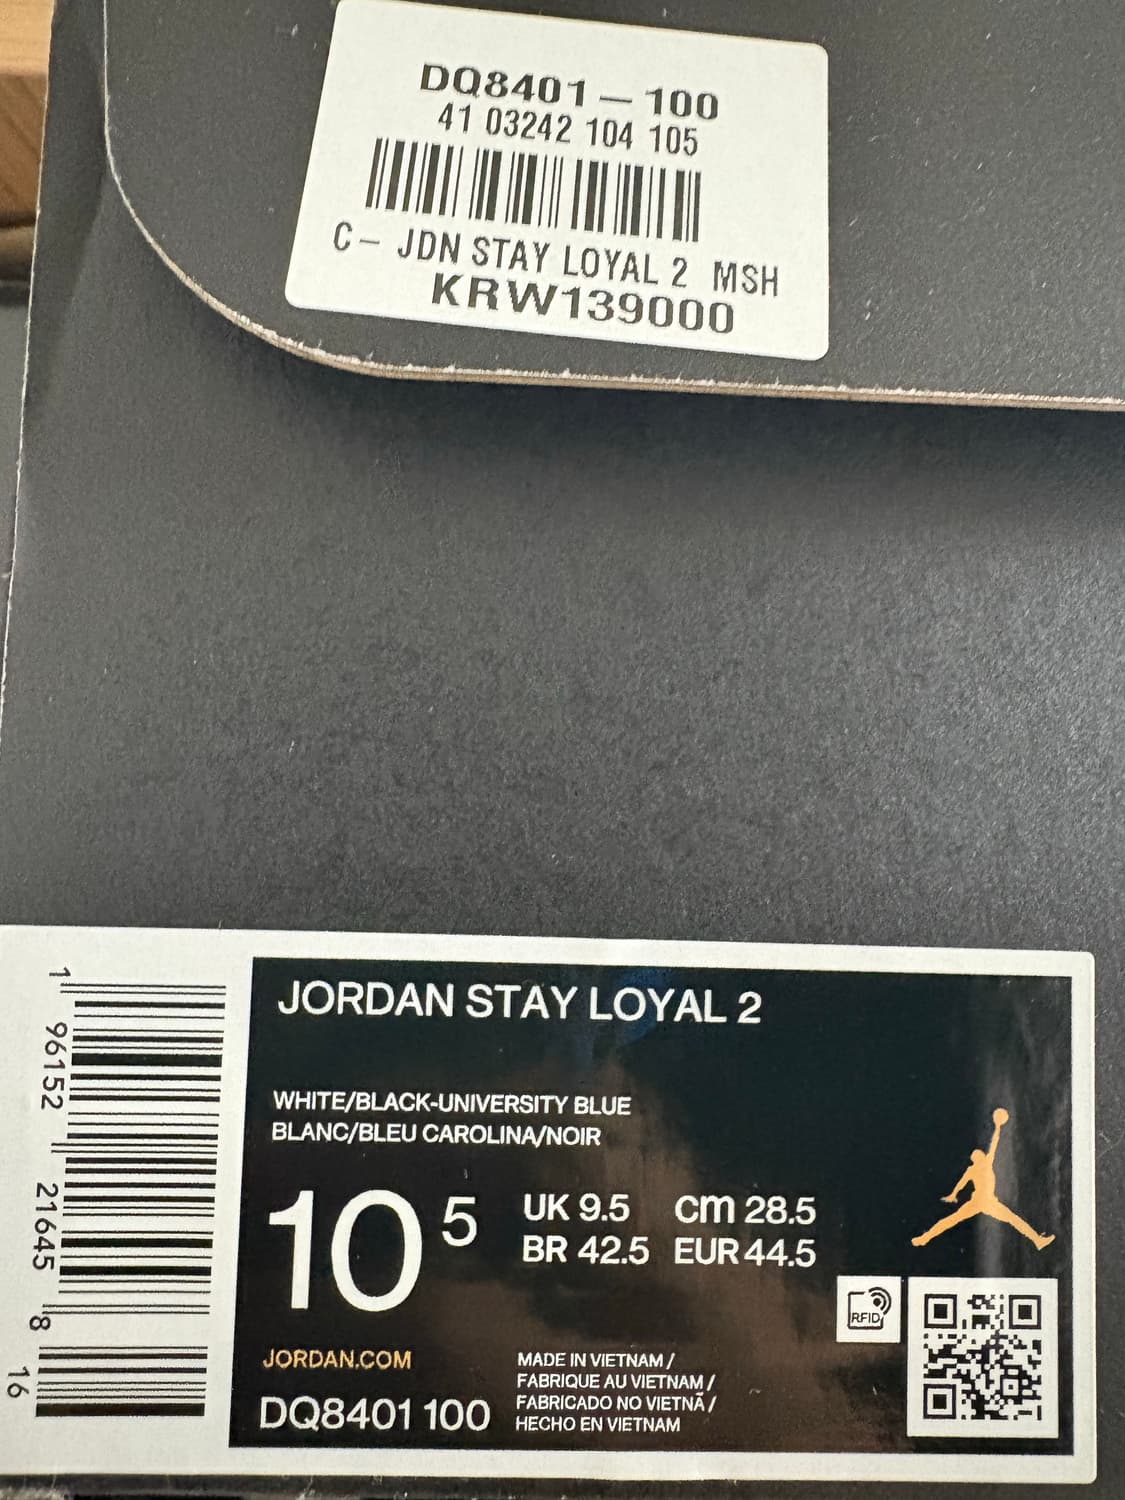 DQ8401-100
41 03242 104 105
C- JDN STAY LOYAL 2 MSH
KRW139000
JORDAN STAY LOYAL 2
WHITE/BLACK-UNIVERSITY BLUE
BLANC/BLEU CAROLINA/NOIR
10 5
UK 9.5 cm 28.5
BR 42.5 EUR 44.5
RFID
JORDAN.COM
DQ8401 100
MADE IN VIETNAM /
FABRIQUE AU VIETNAM /
FABRICADO NO VIETNÃ /
HECHO EN VIETNAM
1 96152 21645 8
16